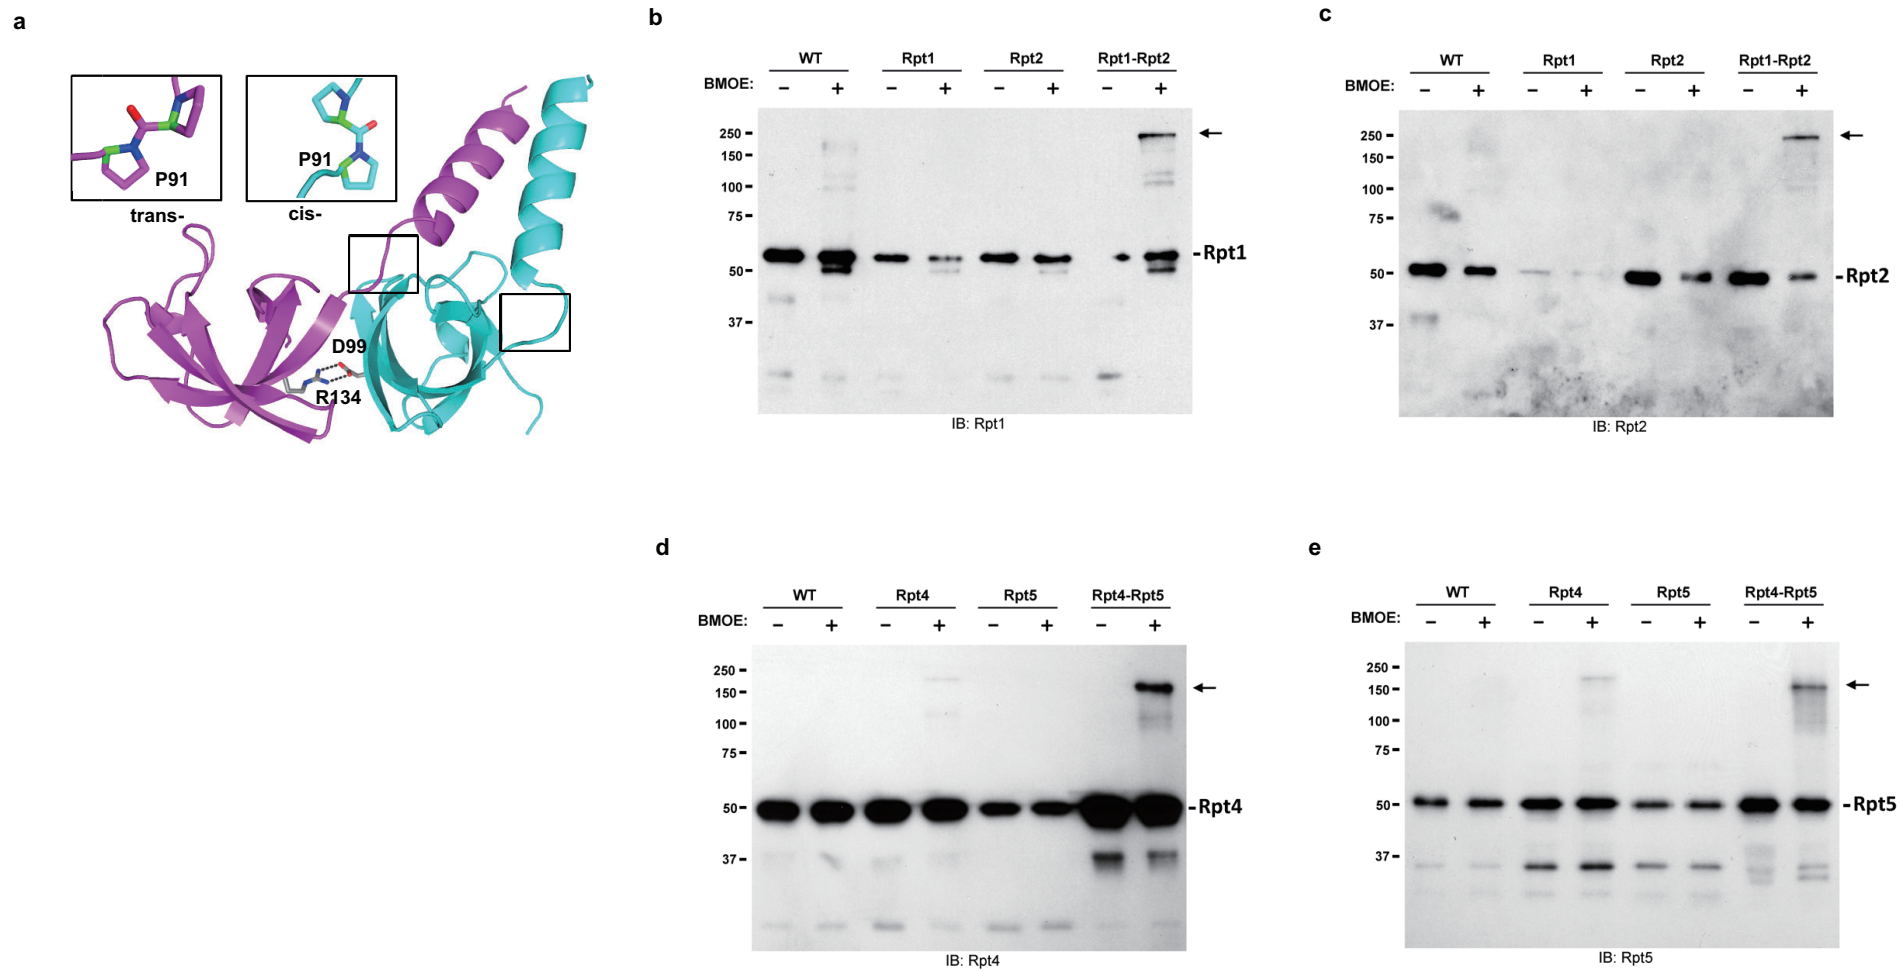 a
P91
trans-
P91
cis-
D99
R134
b
WT Rpt1 Rpt2 Rpt1-Rpt2
BMOE: – + – + – + – +
250
150
100
75
50
37
-Rpt1
IB: Rpt1
c
WT Rpt1 Rpt2 Rpt1-Rpt2
BMOE: – + – + – + – +
250
150
100
75
50
37
-Rpt2
IB: Rpt2
d
WT Rpt4 Rpt5 Rpt4-Rpt5
BMOE: – + – + – + – +
250
150
100
75
50
37
-Rpt4
IB: Rpt4
e
WT Rpt4 Rpt5 Rpt4-Rpt5
BMOE: – + – + – + – +
250
150
100
75
50
37
-Rpt5
IB: Rpt5